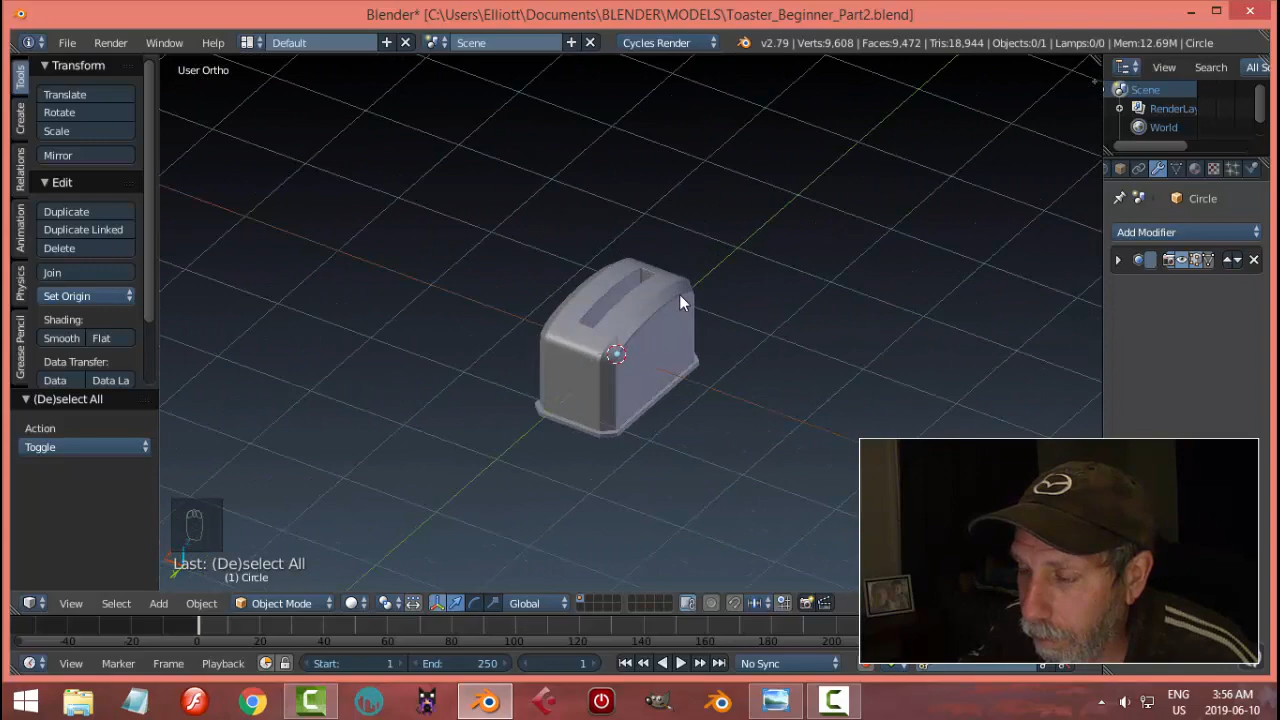 Blender* [C:\Users\Elliott\Documents\BLENDER\MODELS\Toaster_Beginner_Part2.blend]
File Render Window Help Default Scene Cycles Render v2.79 | Verts:9,608 | Faces:9,472 | Tris:18,944 | Objects:0/1 | Lamps:0/0 | Mem:12.69M | Circle
Tools
Create
Relations
Animation
Physics
Grease Pencil
Transform
Translate
Rotate
Scale
Mirror
Edit
Duplicate
Duplicate Linked
Delete
Join
Set Origin
Shading:
Smooth Flat
Data Transfer:
Data Data La
(De)select All
Action
Toggle
User Ortho
Last: (De)select All
(1) Circle
View Search All Sc
Scene
RenderLay
World
Circle
Add Modifier
View Select Add Object Object Mode Global
-40 -20 0 20 40 60 80 100 120 140 160 180 200
View Marker Frame Playback Start: 1 End: 250 1 No Sync
ENG 3:56 AM
US 2019-06-10